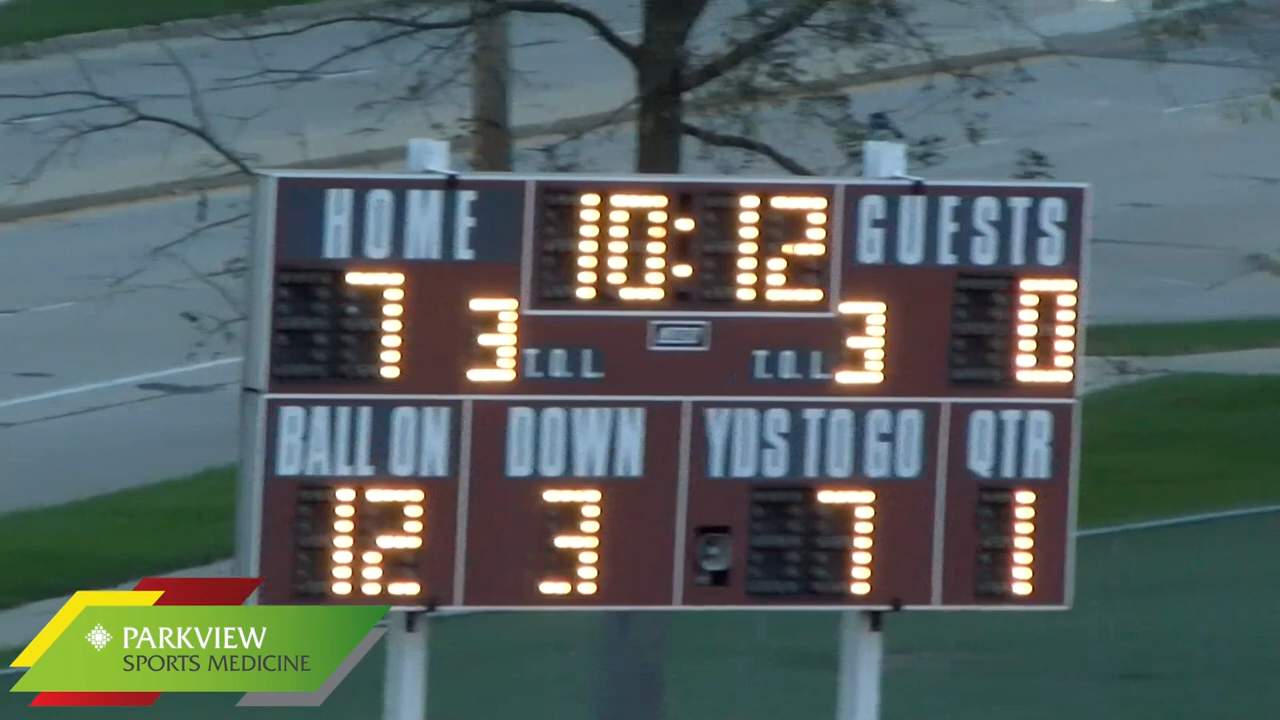 HOME 10:12 GUESTS
7 3 T.O.L. T.O.L. 3 0
BALL ON DOWN YDS TO GO QTR
12 3 7 1
PARKVIEW
SPORTS MEDICINE